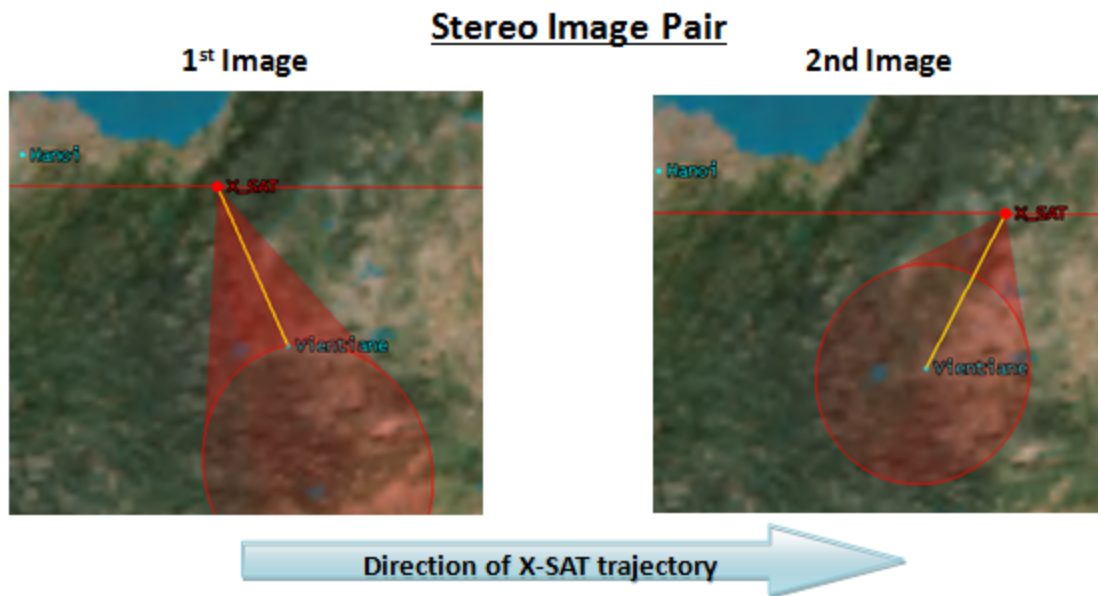 Stereo Image Pair
1st Image
2nd Image
Hanoi
X_SAT
Vientiane
Hanoi
X_SAT
Vientiane
Direction of X-SAT trajectory